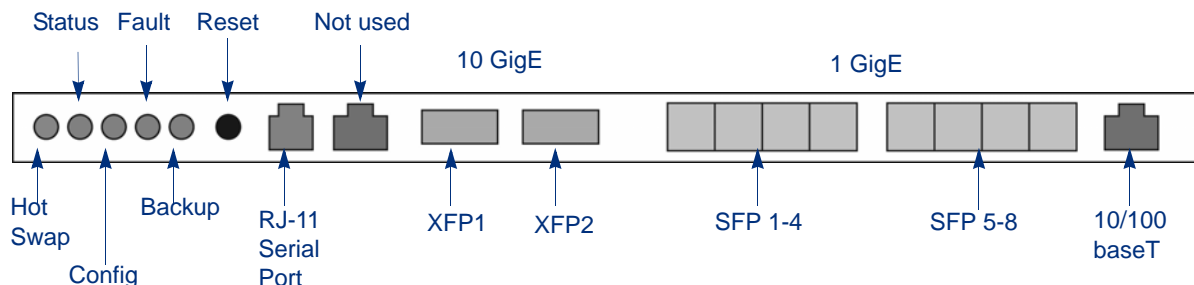 Status Fault Reset Not used
10 GigE
1 GigE
Hot
Swap
Config
Backup
RJ-11
Serial
Port
XFP1
XFP2
SFP 1-4
SFP 5-8
10/100
baseT